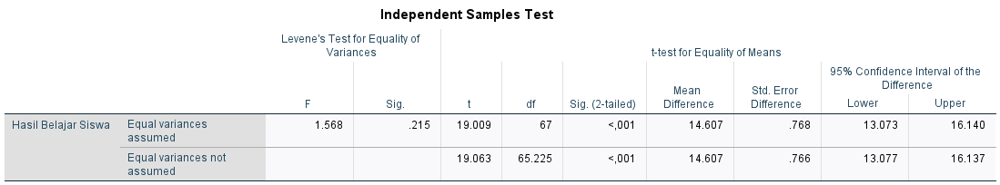 Independent Samples Test
Levene's Test for Equality of
Variances
t-test for Equality of Means
95% Confidence Interval of the
Difference
F Sig. t df Sig. (2-tailed) Mean
Difference Std. Error
Difference Lower Upper
Hasil Belajar Siswa Equal variances
assumed 1.568 .215 19.009 67 <,001 14.607 .768 13.073 16.140
Equal variances not
assumed 19.063 65.225 <,001 14.607 .766 13.077 16.137